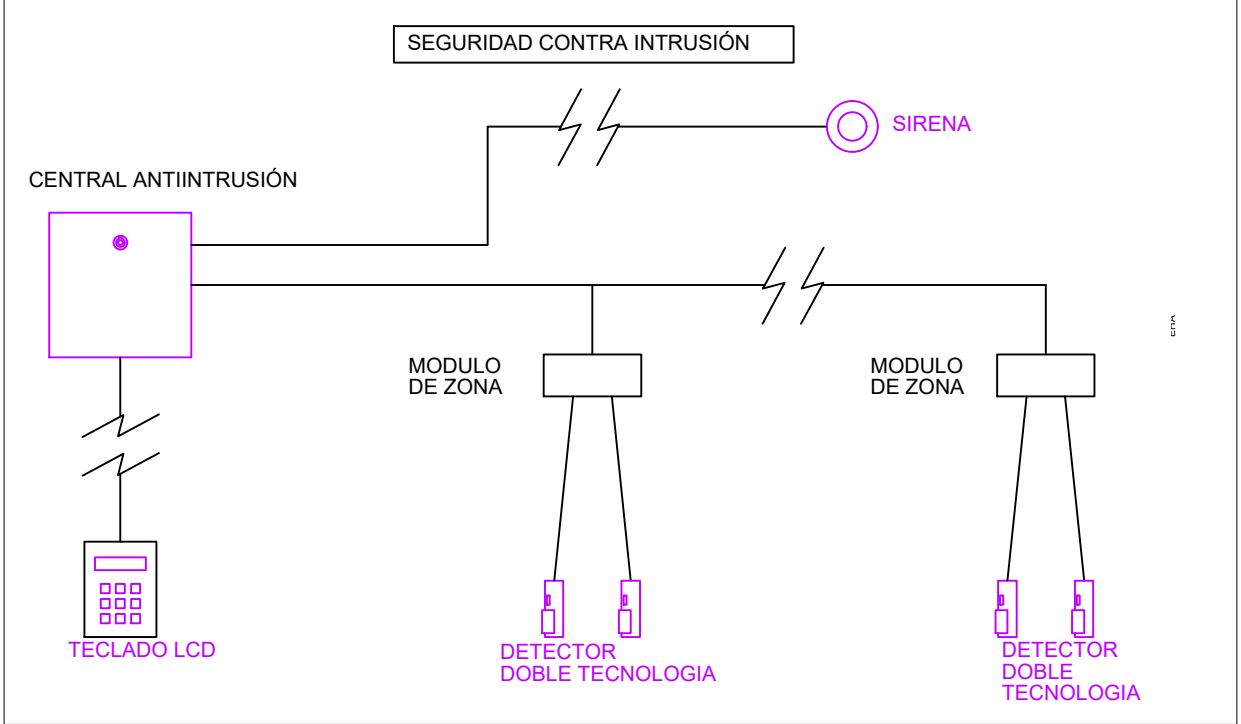 SEGURIDAD CONTRA INTRUSIÓN
SIRENA
CENTRAL ANTIINTRUSIÓN
MODULO
DE ZONA
MODULO
DE ZONA
TECLADO LCD
DETECTOR
DOBLE TECNOLOGIA
DETECTOR
DOBLE
TECNOLOGIA